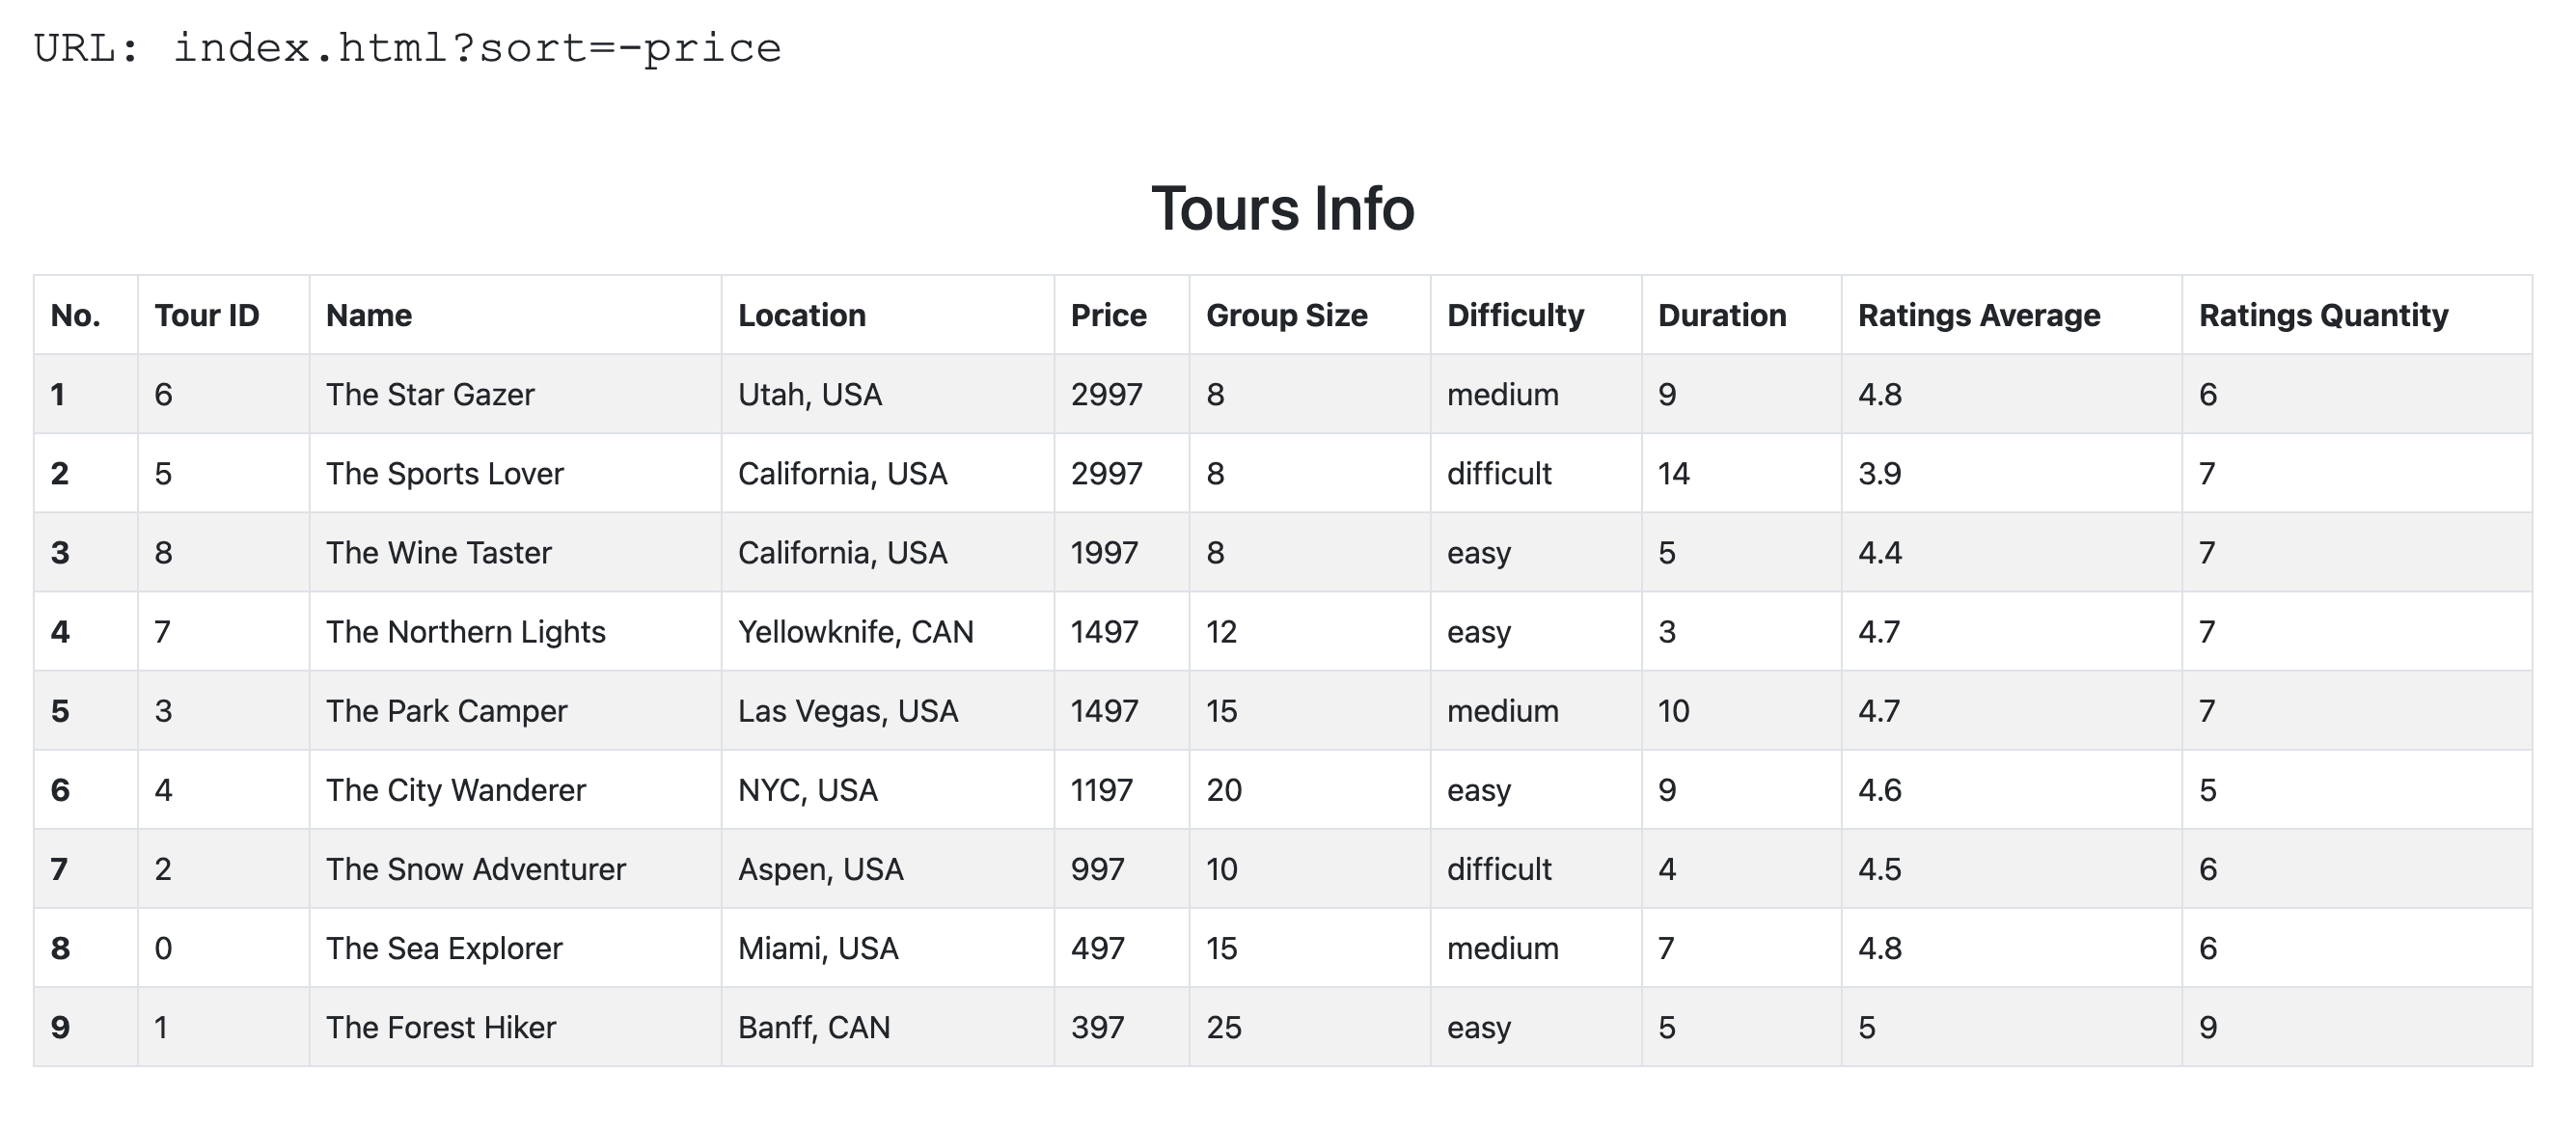 URL: index.html?sort=-price
Tours Info
No. Tour ID Name Location Price Group Size Difficulty Duration Ratings Average Ratings Quantity
1 6 The Star Gazer Utah, USA 2997 8 medium 9 4.8 6
2 5 The Sports Lover California, USA 2997 8 difficult 14 3.9 7
3 8 The Wine Taster California, USA 1997 8 easy 5 4.4 7
4 7 The Northern Lights Yellowknife, CAN 1497 12 easy 3 4.7 7
5 3 The Park Camper Las Vegas, USA 1497 15 medium 10 4.7 7
6 4 The City Wanderer NYC, USA 1197 20 easy 9 4.6 5
7 2 The Snow Adventurer Aspen, USA 997 10 difficult 4 4.5 6
8 0 The Sea Explorer Miami, USA 497 15 medium 7 4.8 6
9 1 The Forest Hiker Banff, CAN 397 25 easy 5 5 9